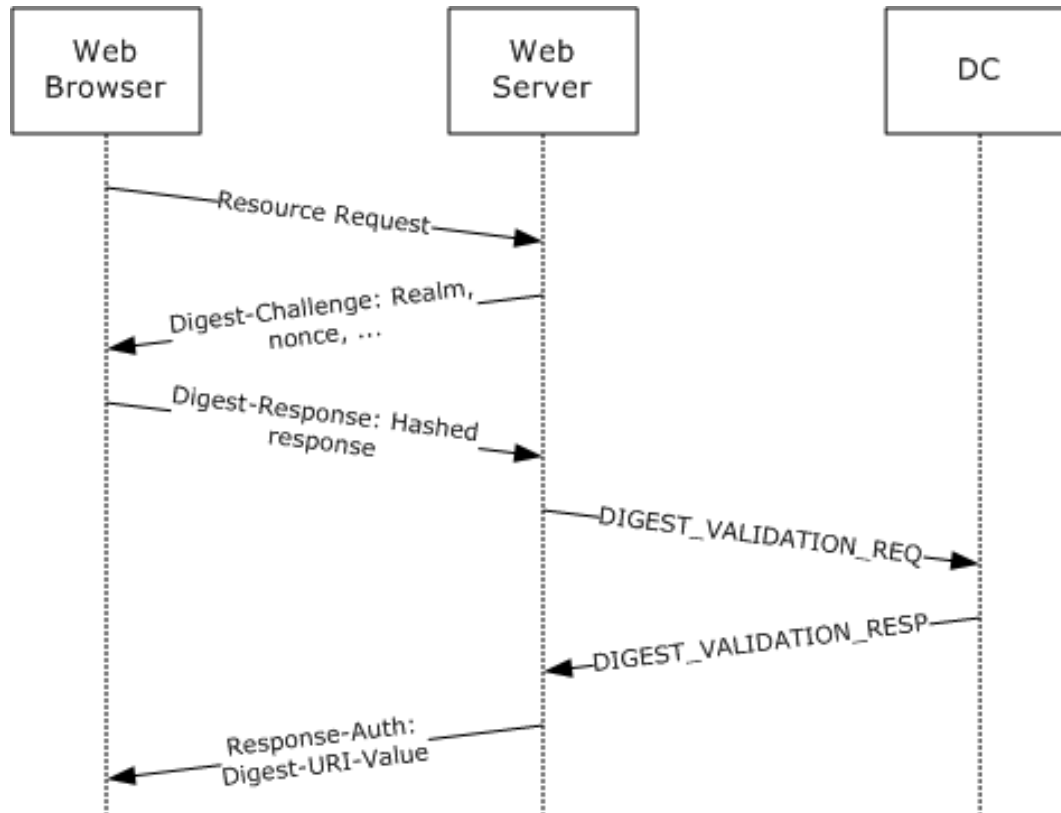 Web
Browser
Web
Server
DC
Resource Request
Digest-Challenge: Realm,
nonce, ...
Digest-Response: Hashed
response
DIGEST_VALIDATION_REQ
DIGEST_VALIDATION_RESP
Response-Auth:
Digest-URI-Value